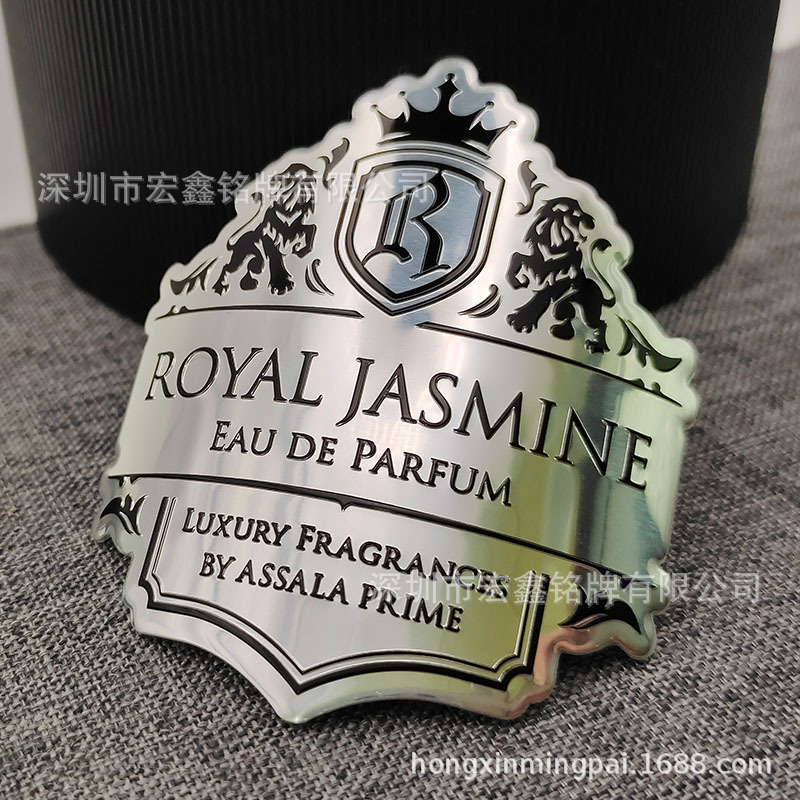 深圳市宏鑫铭牌有限公司
R
ROYAL JASMINE
EAU DE PARFUM
LUXURY FRAGRANCES
BY ASSALA PRIME
深圳市宏鑫铭牌有限公司
hongxinmingpai.1688.com